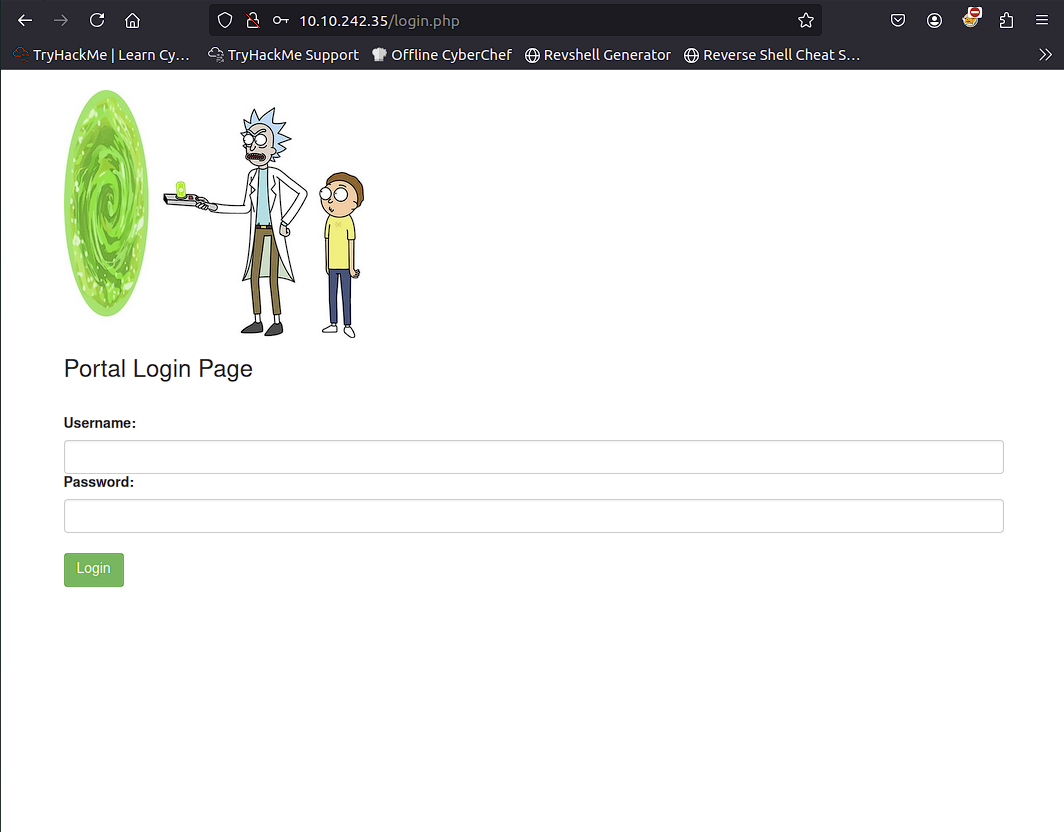 10.10.242.35/login.php
TryHackMe | Learn Cy... TryHackMe Support Offline CyberChef Revshell Generator Reverse Shell Cheat S...
Portal Login Page
Username:
Password:
Login